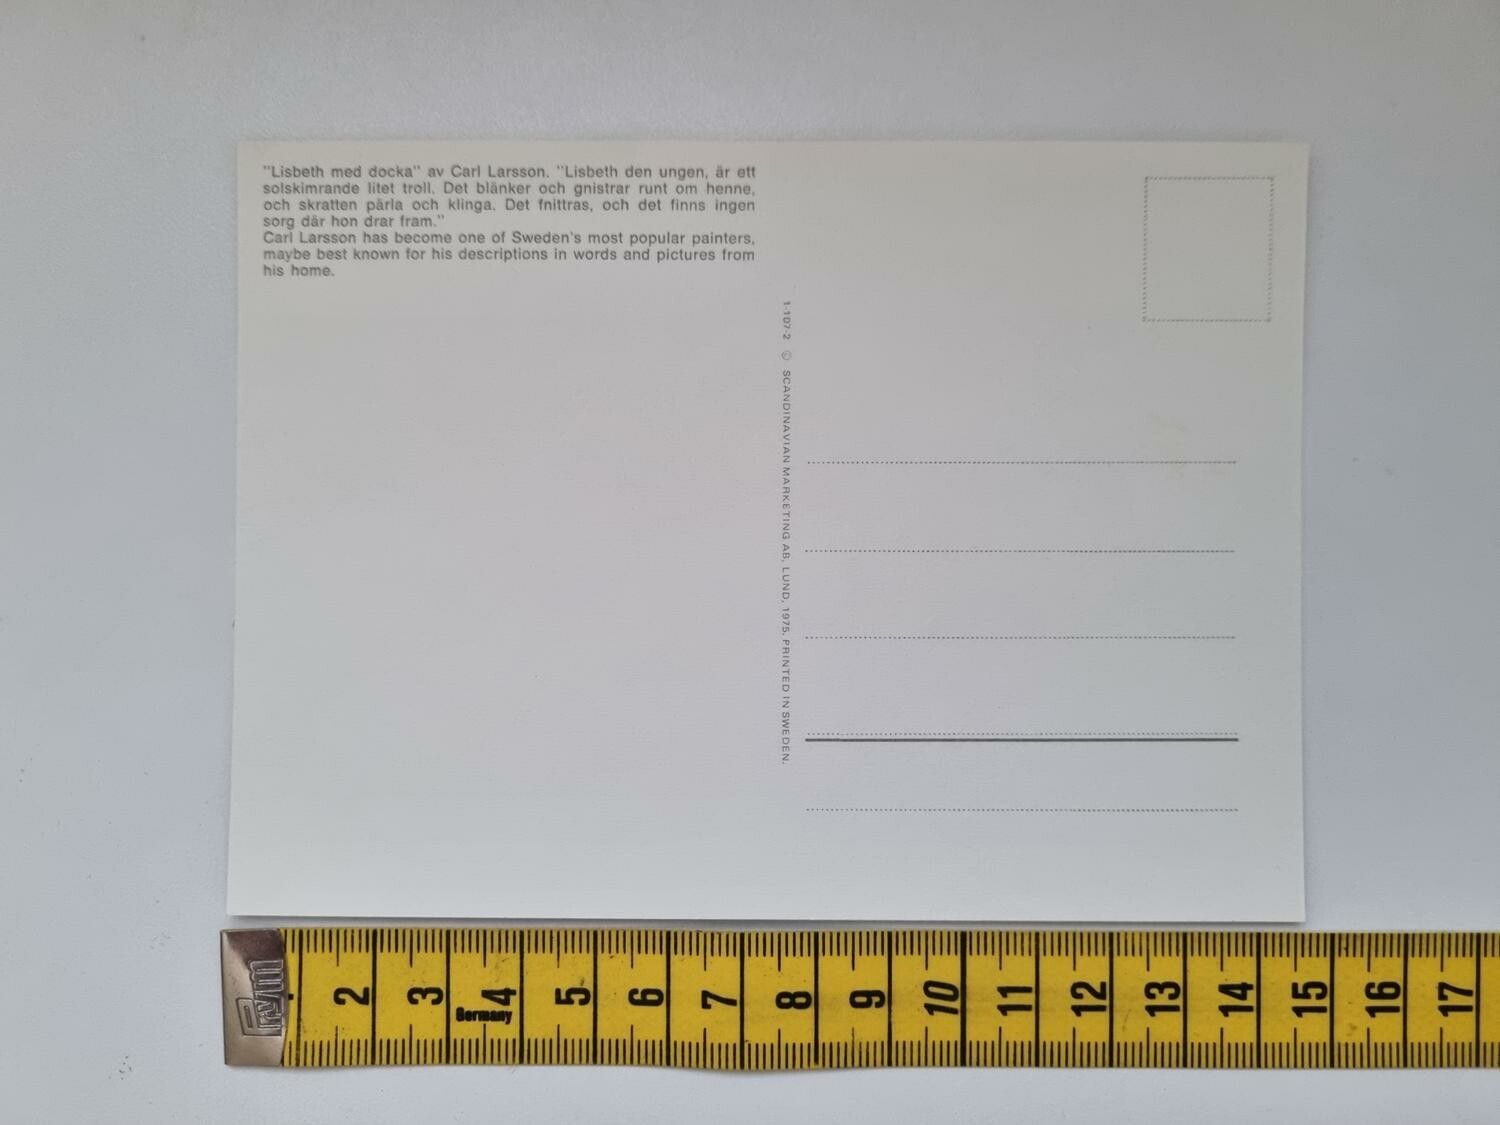 "Lisbeth med docka" av Carl Larsson. "Lisbeth den ungen, är ett
solskimrande litet troll. Det blänker och gnistrar runt om henne,
och skratten pärla och klinga. Det fnittras, och det finns ingen
sorg där hon drar fram."
Carl Larsson has become one of Sweden's most popular painters,
maybe best known for his descriptions in words and pictures from
his home.
1-107-2 © SCANDINAVIAN MARKETING AB, LUND, 1975. PRINTED IN SWEDEN.
Prym
2 3 4 5 6 7 8 9 10 11 12 13 14 15 16 17
Germany